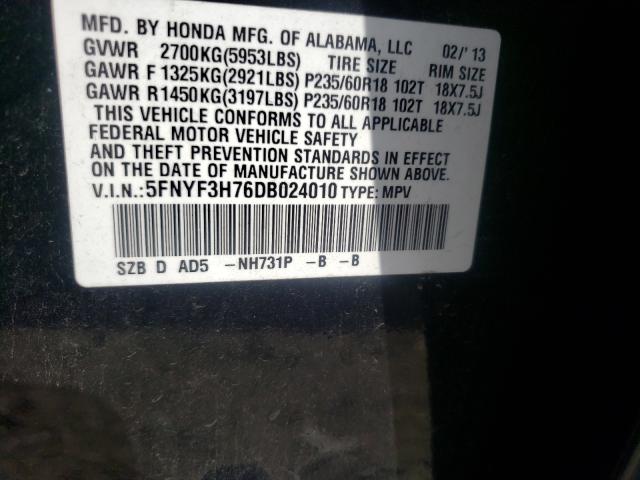 MFD. BY HONDA MFG. OF ALABAMA, LLC 02/'13
GVWR 2700KG(5953LBS) TIRE SIZE RIM SIZE
GAWR F 1325KG(2921LBS) P235/60R18 102T 18X7.5J
GAWR R1450KG(3197LBS) P235/60R18 102T 18X7.5J
THIS VEHICLE CONFORMS TO ALL APPLICABLE
FEDERAL MOTOR VEHICLE SAFETY
AND THEFT PREVENTION STANDARDS IN EFFECT
ON THE DATE OF MANUFACTURE SHOWN ABOVE.
V.I.N.: 5FNYF3H76DB024010 TYPE: MPV
SZB D AD5 -NH731P -B -B